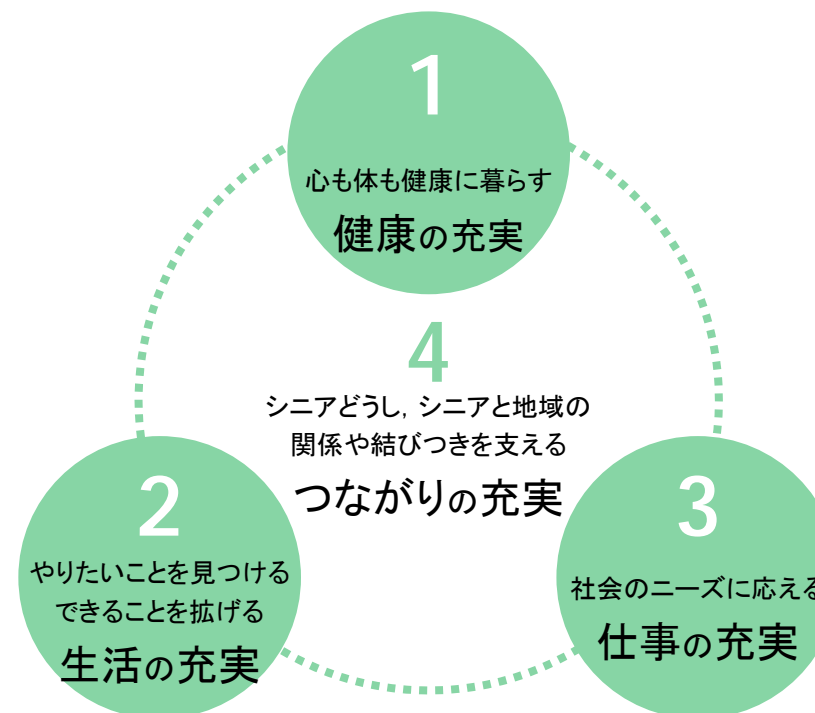 1
心も体も健康に暮らす
健康の充実
4
シニアどうし, シニアと地域の
関係や結びつきを支える
つながりの充実
2
やりたいことを見つける
できることを拡げる
生活の充実
3
社会のニーズに応える
仕事の充実